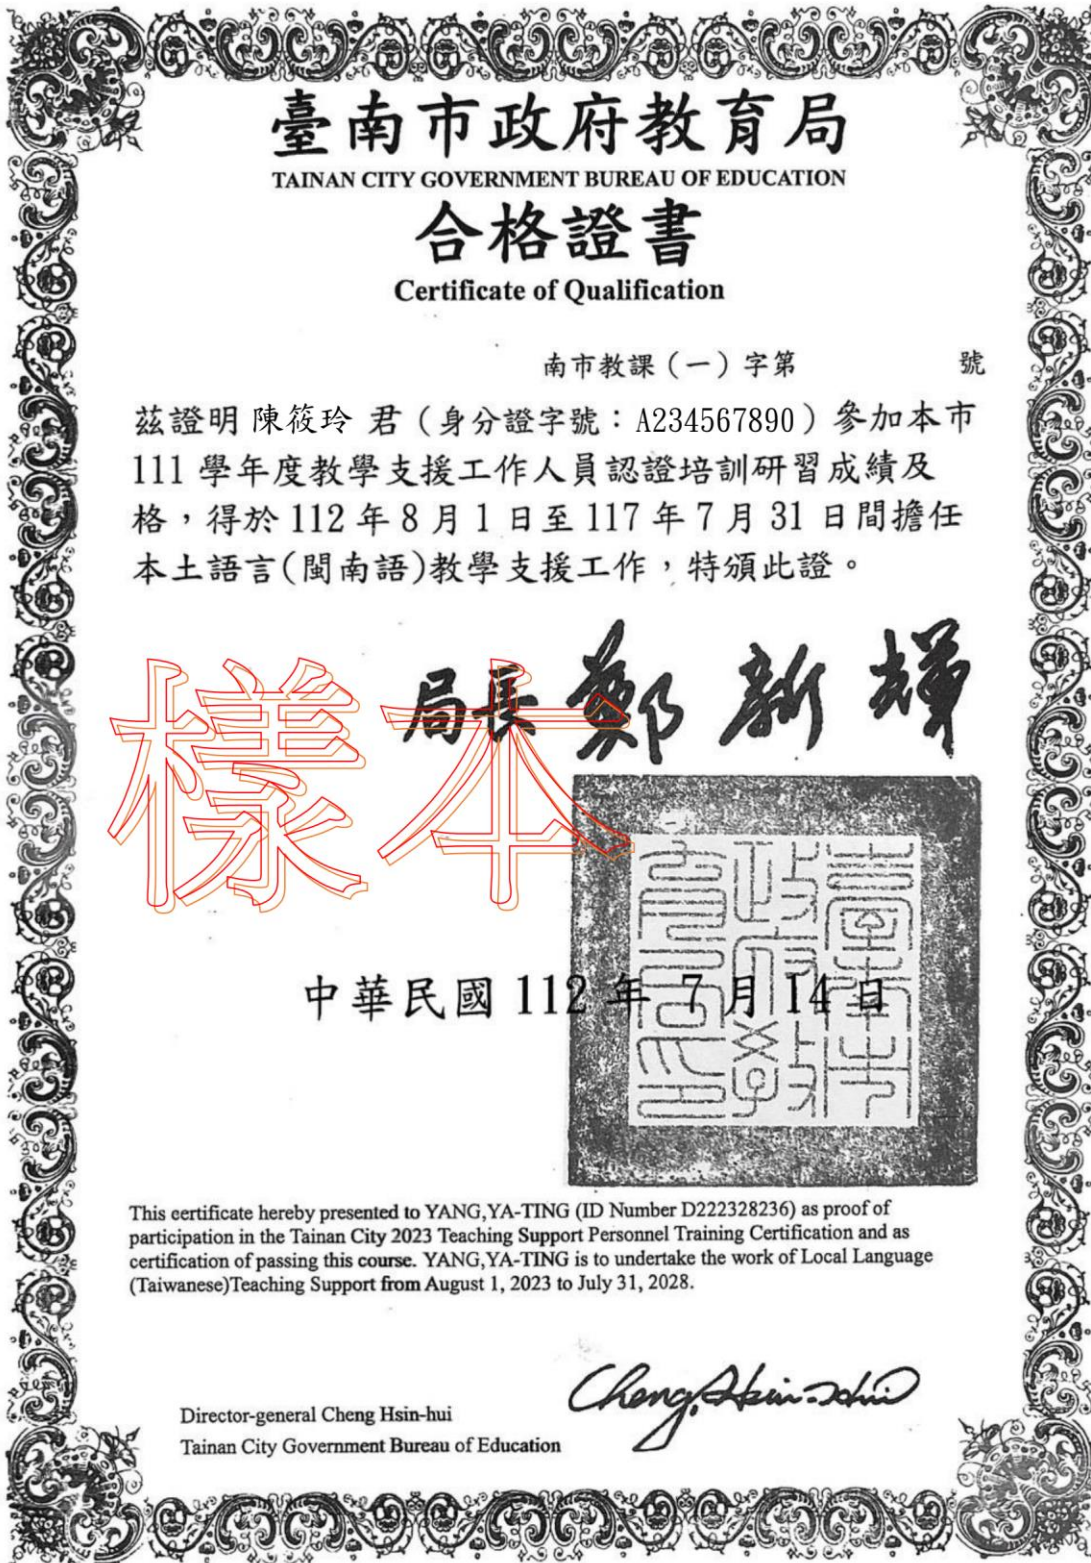 臺南市政府教育局
TAINAN CITY GOVERNMENT BUREAU OF EDUCATION
合格證書
Certificate of Qualification
南市教課（一）字第 號
茲證明 陳筱玲 君（身分證字號：A234567890）參加本市
111 學年度教學支援工作人員認證培訓研習成績及
格，得於 112 年 8 月 1 日至 117 年 7 月 31 日間擔任
本土語言(閩南語)教學支援工作，特頒此證。
局長 鄭新輝
樣本
臺南市政府教育局印
中華民國 112 年 7 月 14 日
This certificate hereby presented to YANG,YA-TING (ID Number D222328236) as proof of
participation in the Tainan City 2023 Teaching Support Personnel Training Certification and as
certification of passing this course. YANG,YA-TING is to undertake the work of Local Language
(Taiwanese)Teaching Support from August 1, 2023 to July 31, 2028.
Cheng, Hsin-hui
Director-general Cheng Hsin-hui
Tainan City Government Bureau of Education